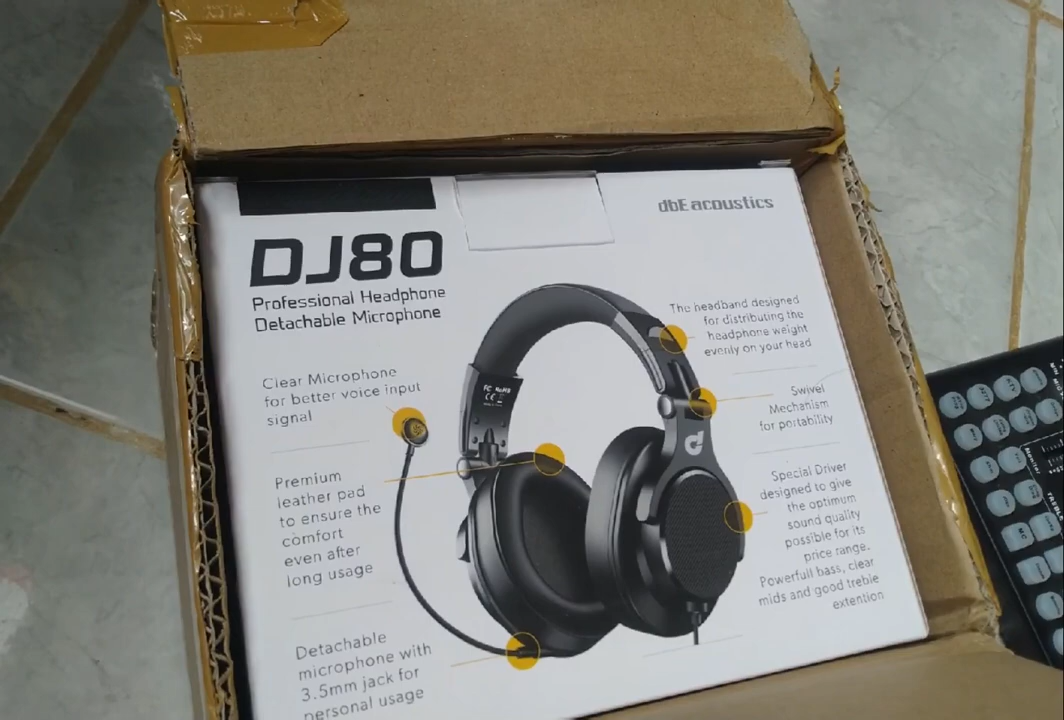 dbE acoustics
DJ80
Professional Headphone
Detachable Microphone
Clear Microphone
for better voice input
signal
Premium
leather pad
to ensure the
comfort
even after
long usage
Detachable
microphone with
3.5mm jack for
personal usage
FC RoHS
CE
The headband designed
for distributing the
headphone weight
evenly on your head
Swivel
Mechanism
for portability
Special Driver
designed to give
the optimum
sound quality
possible for its
price range.
Powerfull bass, clear
mids and good treble
extention